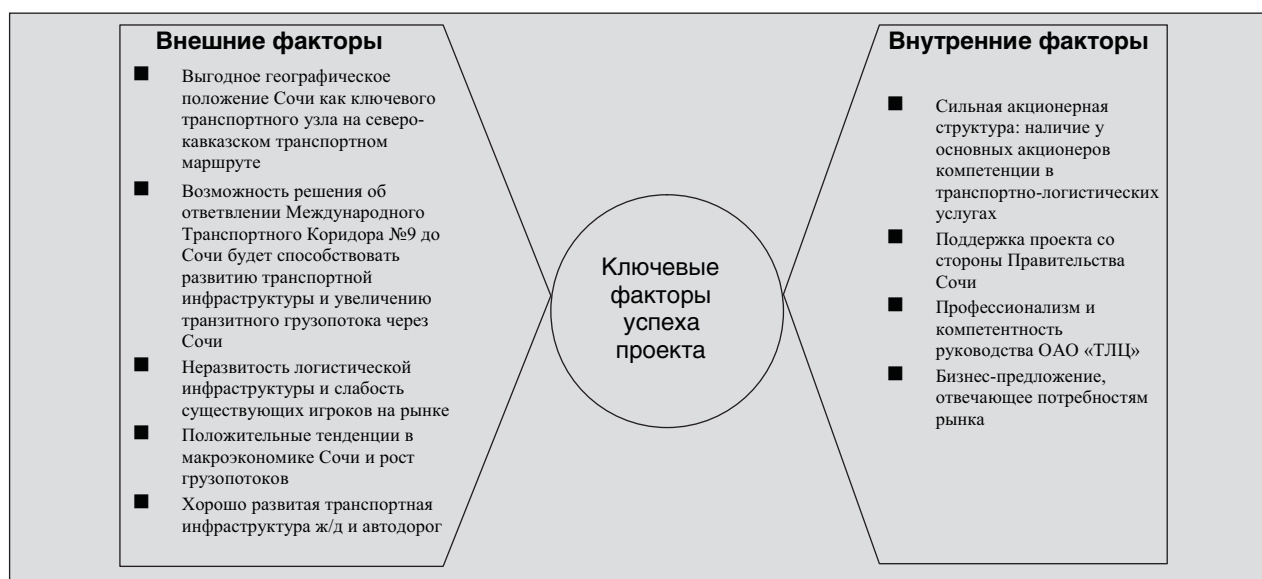 Внешние факторы
■ Выгодное географическое
положение Сочи как ключевого
транспортного узла на северо-
кавказском транспортном
маршруте
■ Возможность решения об
ответвлении Международного
Транспортного Коридора №9 до
Сочи будет способствовать
развитию транспортной
инфраструктуры и увеличению
транзитного грузопотока через
Сочи
■ Неразвитость логистической
инфраструктуры и слабость
существующих игроков на рынке
■ Положительные тенденции в
макроэкономике Сочи и рост
грузопотоков
■ Хорошо развитая транспортная
инфраструктура ж/д и автодорог
Ключевые
факторы
успеха
проекта
Внутренние факторы
■ Сильная акционерная
структура: наличие у
основных акционеров
компетенции в
транспортно-логистических
услугах
■ Поддержка проекта со
стороны Правительства
Сочи
■ Профессионализм и
компетентность
руководства ОАО «ТЛЦ»
■ Бизнес-предложение,
отвечающее потребностям
рынка